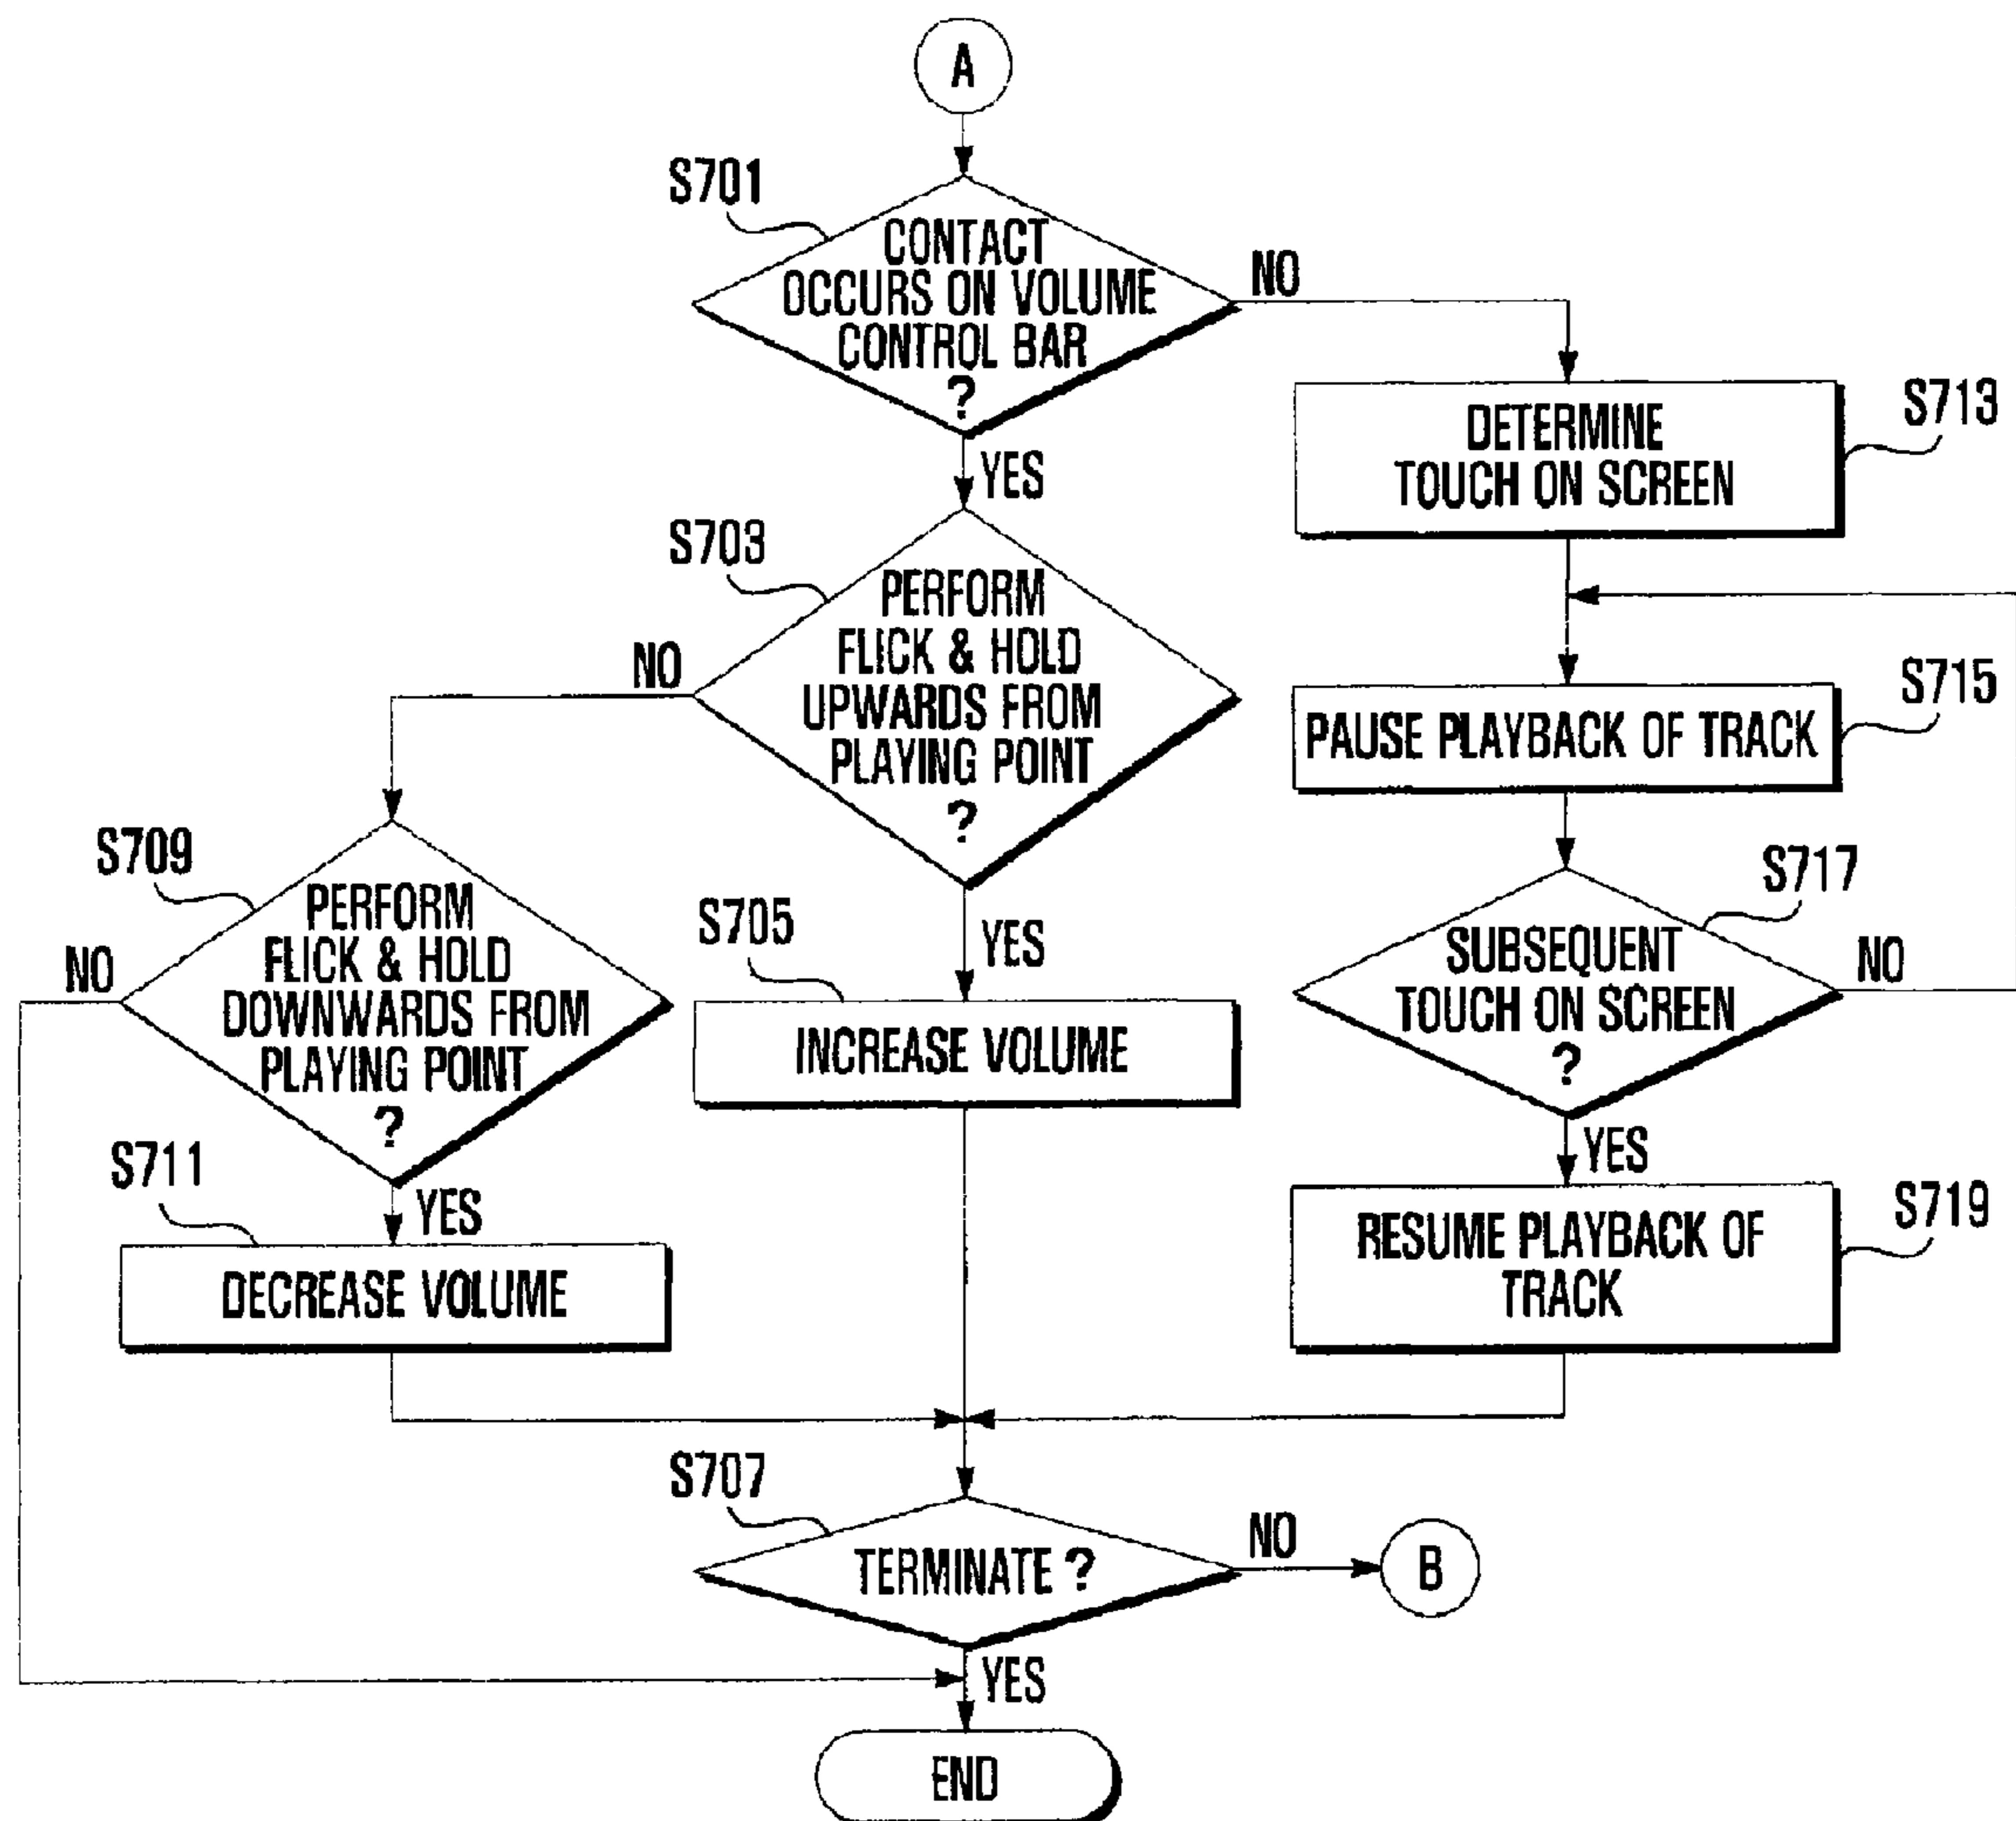 A
S701
CONTACT
OCCURS ON VOLUME
CONTROL BAR
?
NO
YES
S713
DETERMINE
TOUCH ON SCREEN
S703
PERFORM
FLICK & HOLD
UPWARDS FROM
PLAYING POINT
?
NO
YES
S715
PAUSE PLAYBACK OF TRACK
S709
PERFORM
FLICK & HOLD
DOWNWARDS FROM
PLAYING POINT
?
NO
YES
S705
INCREASE VOLUME
S717
SUBSEQUENT
TOUCH ON SCREEN
?
NO
YES
S711
DECREASE VOLUME
S719
RESUME PLAYBACK OF
TRACK
S707
TERMINATE ?
NO
B
YES
END